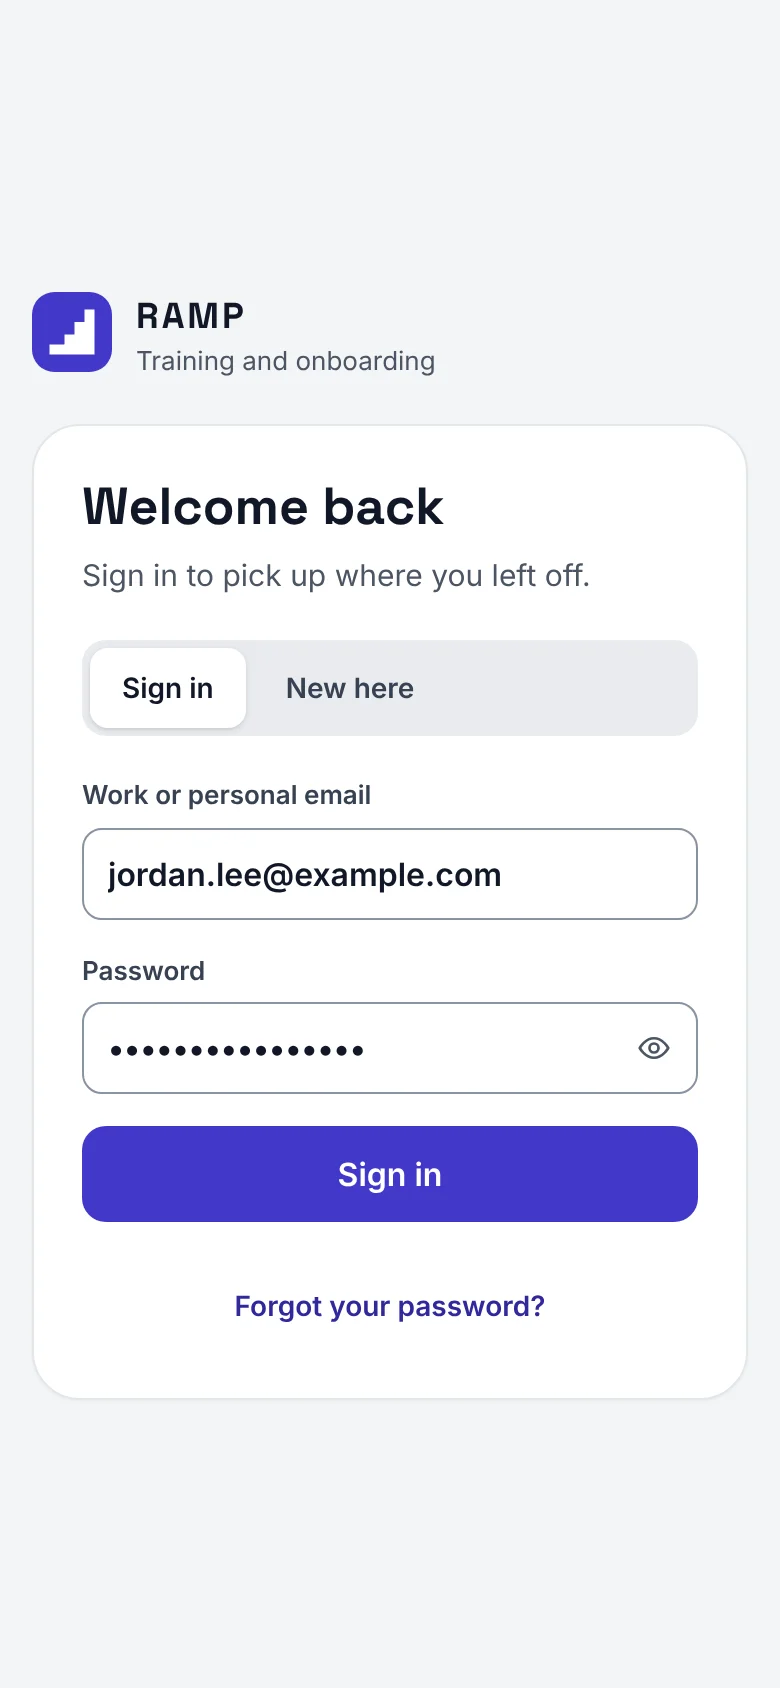 RAMP
Training and onboarding
Welcome back
Sign in to pick up where you left off.
Sign in
New here
Work or personal email
jordan.lee@example.com
Password
••••••••••••••••
Sign in
Forgot your password?